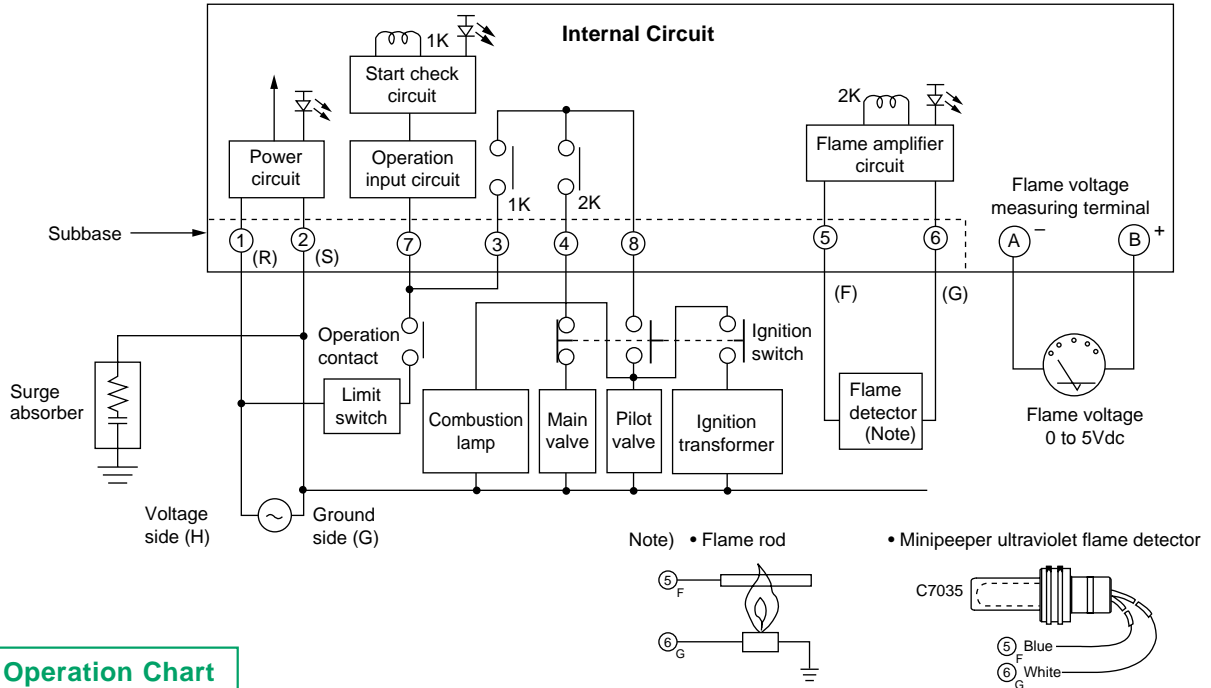 Internal Circuit
1K
Start check
circuit
2K
Power
circuit
Operation
input circuit
Flame amplifier
circuit
1K
2K
Flame voltage
measuring terminal
Subbase
1
(R)
2
(S)
7
3
4
8
5
6
A
−
B
+
(F)
(G)
Operation
contact
Ignition
switch
Surge
absorber
Limit
switch
Combustion
lamp
Main
valve
Pilot
valve
Ignition
transformer
Flame
detector
(Note)
Flame voltage
0 to 5Vdc
Voltage
side (H)
~
Ground
side (G)
Note) • Flame rod
5
F
6
G
• Minipeeper ultraviolet flame detector
C7035
5
F
Blue
6
G
White
Operation Chart